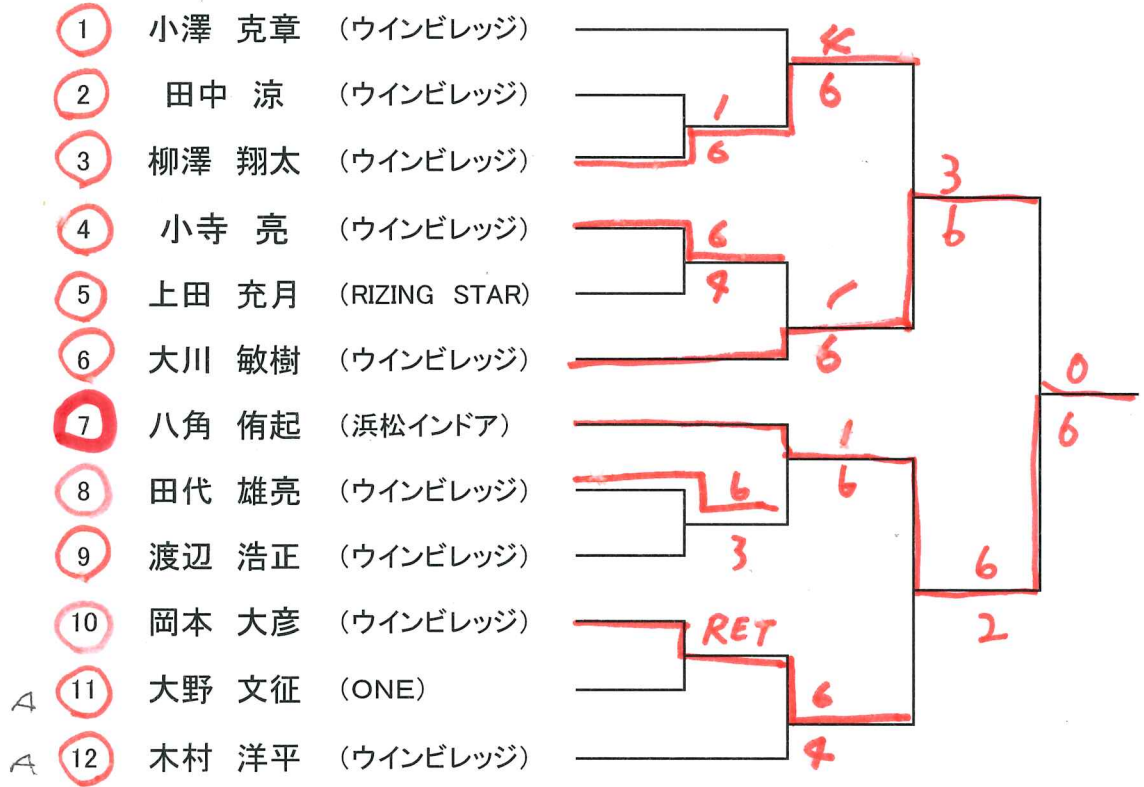 1 小澤 克章 (ウインビレッジ)
4
6
2 田中 涼 (ウインビレッジ)
1
6
3 柳澤 翔太 (ウインビレッジ)
3
6
4 小寺 亮 (ウインビレッジ)
6
4
5 上田 充月 (RIZING STAR)
1
6
6 大川 敏樹 (ウインビレッジ)
0
6
7 八角 侑起 (浜松インドア)
1
6
8 田代 雄亮 (ウインビレッジ)
6
3
9 渡辺 浩正 (ウインビレッジ)
6
2
10 岡本 大彦 (ウインビレッジ)
RET
A 11 大野 文征 (ONE)
6
4
A 12 木村 洋平 (ウインビレッジ)